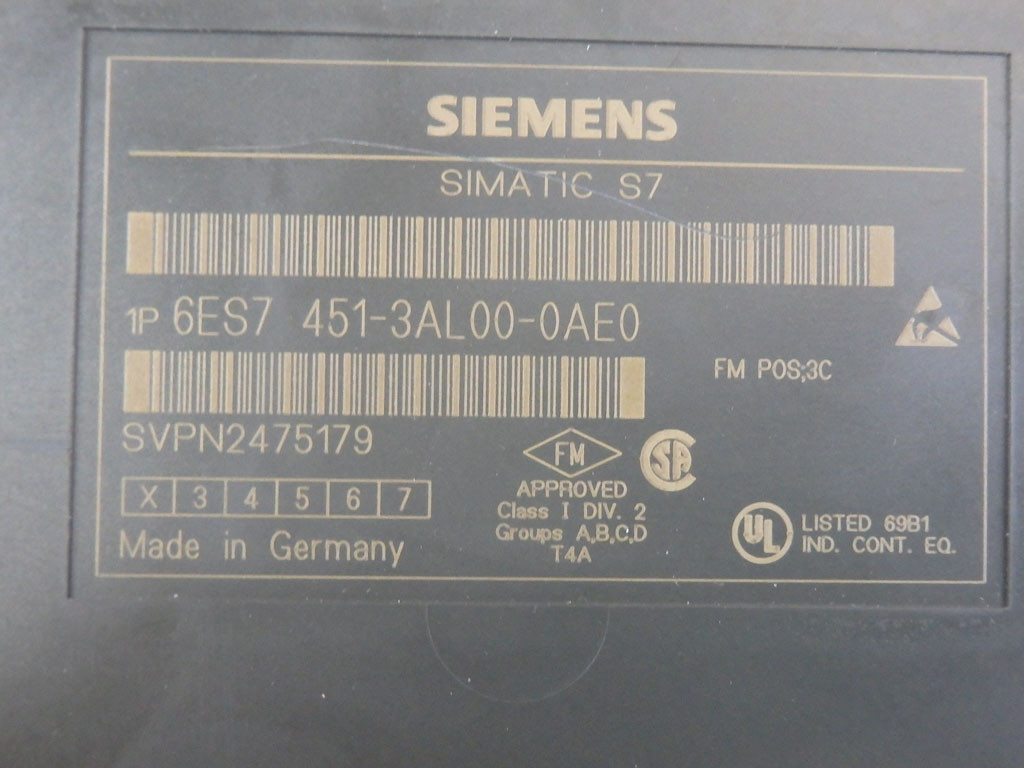 SIEMENS
SIMATIC S7
1P 6ES7 451-3AL00-0AE0
FM POS;3C
SVPN2475179
X 3 4 5 6 7
Made in Germany
FM
APPROVED
Class I DIV. 2
Groups A,B,C,D
T4A
SA
UL
LISTED 69B1
IND. CONT. EQ.